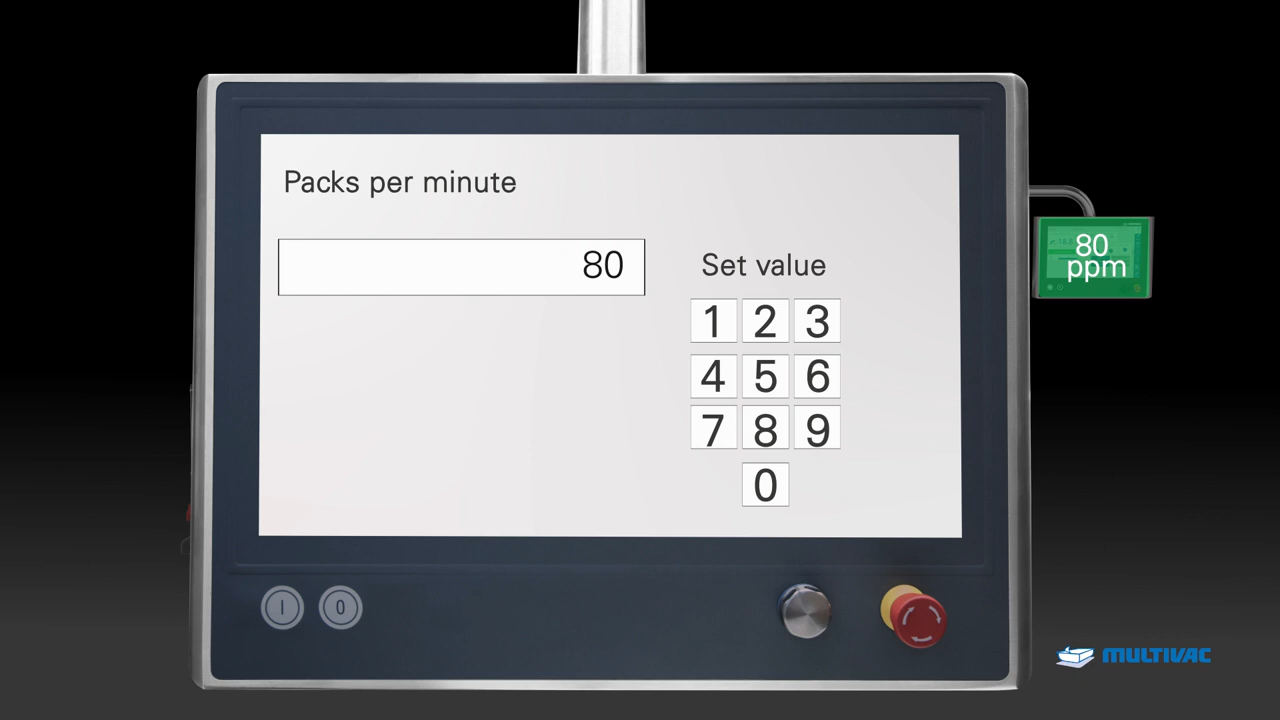 Packs per minute
80
Set value
1 2 3
4 5 6
7 8 9
0
80
ppm
I 0
MULTIVAC